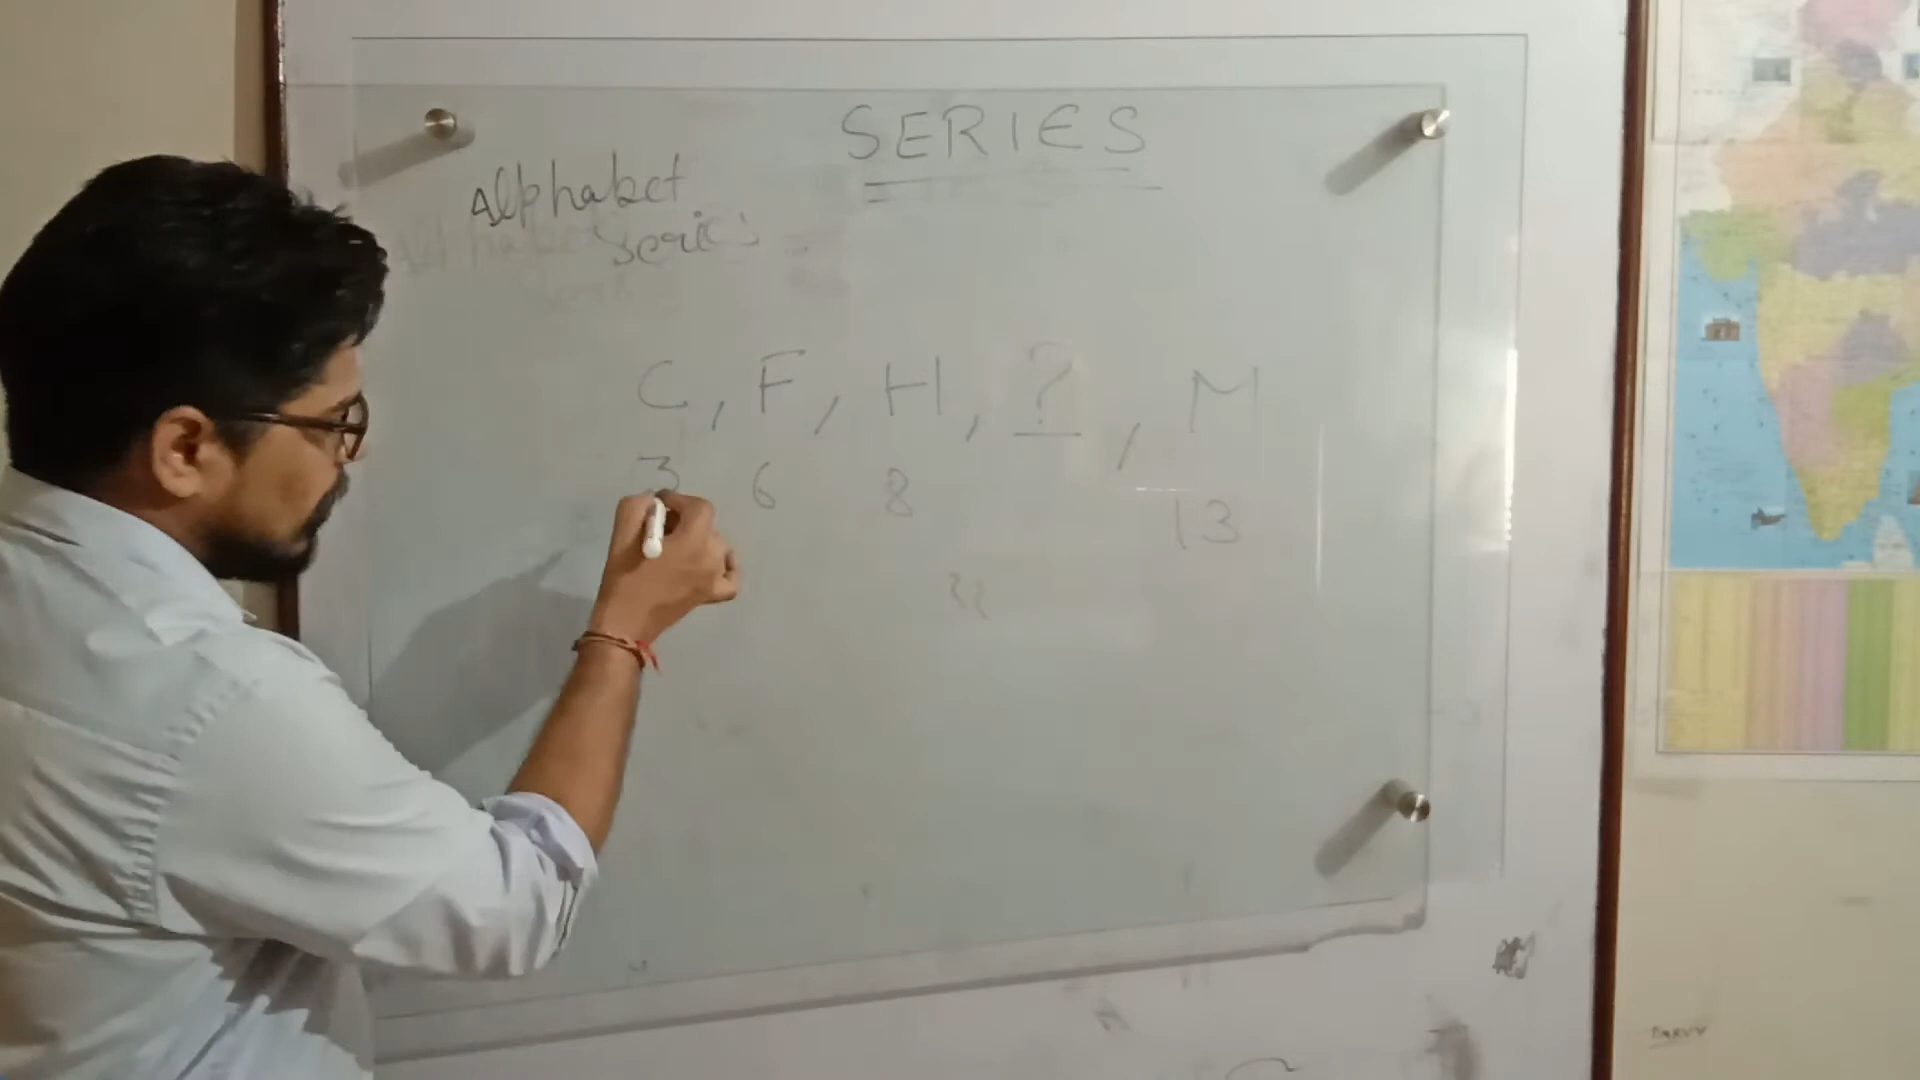 SERIES
Alphabet
Series
C, F, H, ?, M
3 6 8 13